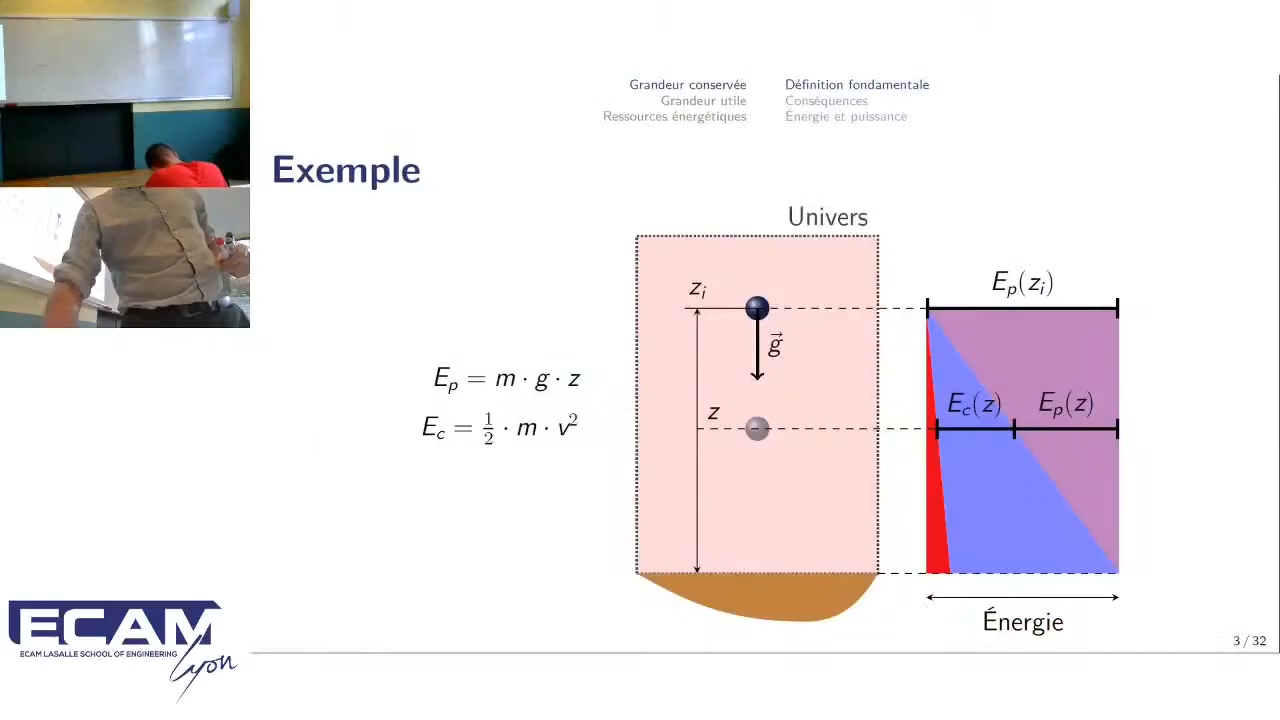 Grandeur conservée
Grandeur utile
Ressources énergétiques
Définition fondamentale
Conséquences
Énergie et puissance
Exemple
Univers
z_i
E_p(z_i)
g⃗
E_p = m · g · z
E_c = 1/2 · m · v²
z
E_c(z)
E_p(z)
Énergie
ECAM
ECAM LASALLE SCHOOL OF ENGINEERING
Lyon
3 / 32